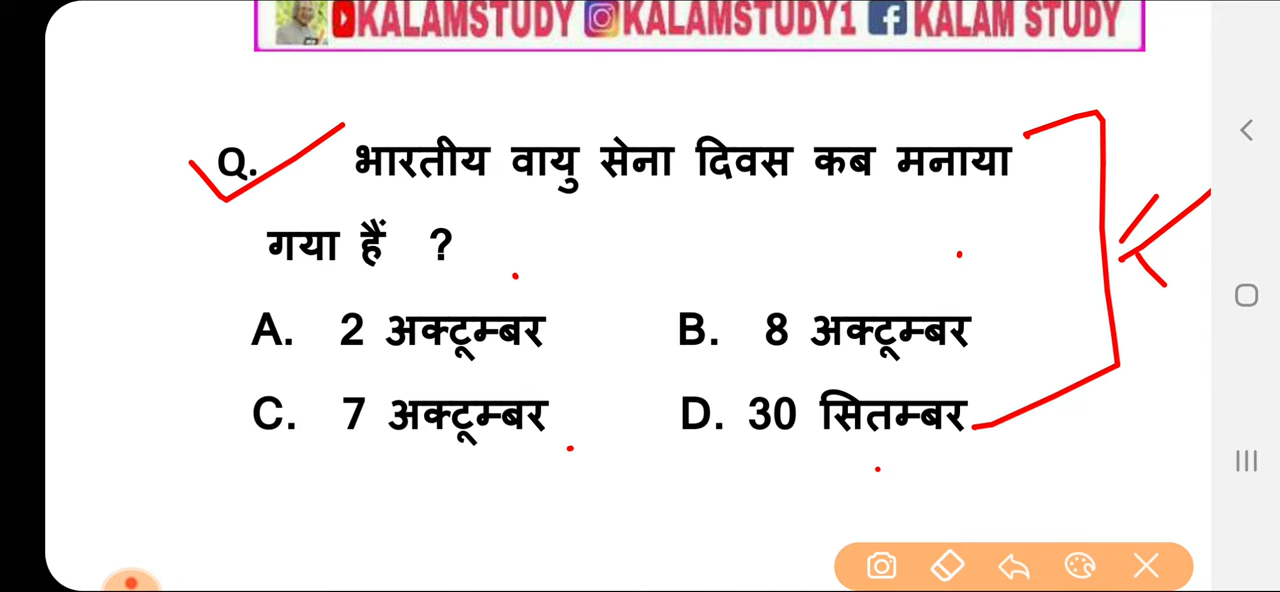 KALAMSTUDY KALAMSTUDY1 KALAM STUDY
Q. भारतीय वायु सेना दिवस कब मनाया
गया हैं ?
A. 2 अक्टूम्बर B. 8 अक्टूम्बर
C. 7 अक्टूम्बर D. 30 सितम्बर